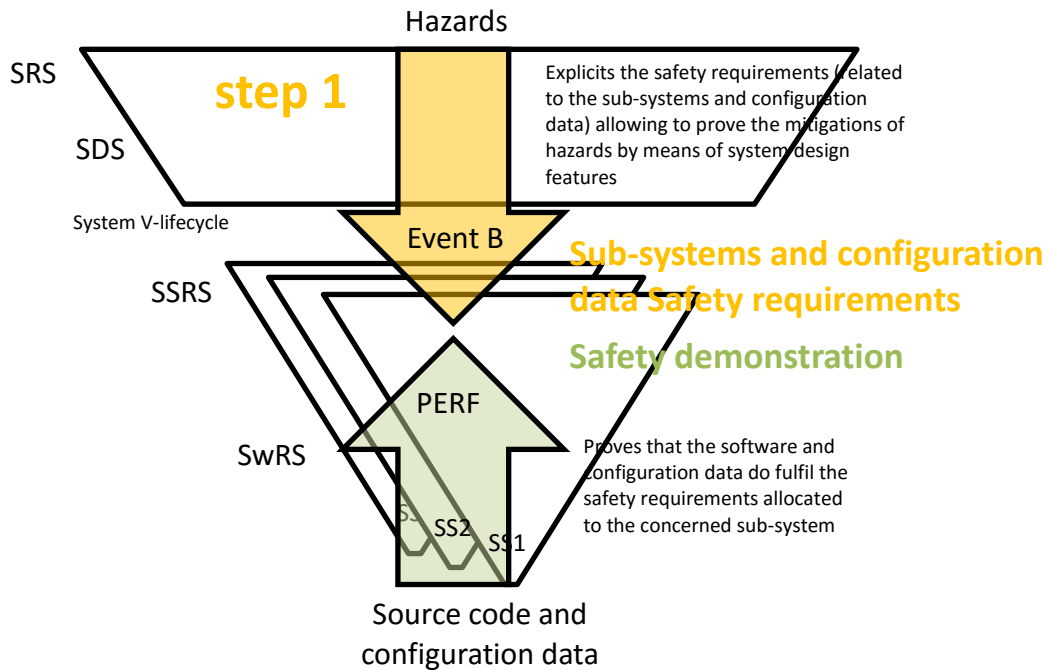 Hazards
SRS
step 1
Explicits the safety requirements (related
to the sub-systems and configuration
data) allowing to prove the mitigations of
hazards by means of system design
features
SDS
System V-lifecycle
Event B
Sub-systems and configuration
data Safety requirements
SSRS
Safety demonstration
PERF
SwRS
Proves that the software and
configuration data do fulfil the
safety requirements allocated
to the concerned sub-system
SS2
SS1
Source code and
configuration data